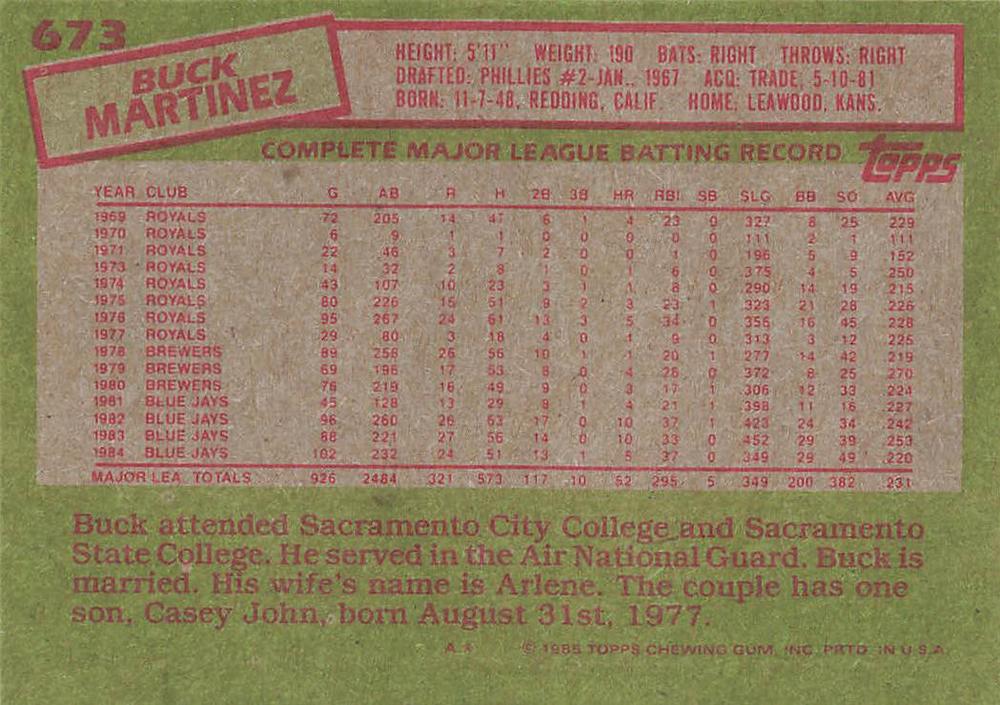 673
BUCK
MARTINEZ
HEIGHT: 5'11" WEIGHT: 190 BATS: RIGHT THROWS: RIGHT
DRAFTED: PHILLIES #2-JAN., 1967 ACQ: TRADE, 5-10-81
BORN: 11-7-48, REDDING, CALIF. HOME: LEAWOOD, KANS.
COMPLETE MAJOR LEAGUE BATTING RECORD
TOPPS
YEAR CLUB G AB R H 2B 3B HR RBI SB SLG BB SO AVG
1969 ROYALS 72 205 14 47 6 1 4 23 0 .327 8 25 .229
1970 ROYALS 6 9 1 1 0 0 0 0 0 .111 2 1 .111
1971 ROYALS 22 46 3 7 2 0 0 1 0 .196 5 9 .152
1973 ROYALS 14 32 2 8 1 0 1 6 0 .375 4 5 .250
1974 ROYALS 43 107 10 23 3 1 1 8 0 .290 14 19 .215
1975 ROYALS 80 226 15 51 9 2 3 23 1 .323 21 28 .226
1976 ROYALS 95 267 24 61 13 3 5 34 0 .356 16 45 .228
1977 ROYALS 29 80 3 18 4 0 1 9 0 .313 3 12 .225
1978 BREWERS 89 256 26 56 10 1 1 20 1 .277 14 42 .219
1979 BREWERS 69 196 17 53 8 0 4 26 0 .372 8 25 .270
1980 BREWERS 76 219 16 49 9 0 3 17 1 .306 12 33 .224
1981 BLUE JAYS 45 128 13 29 8 1 4 21 1 .398 11 16 .227
1982 BLUE JAYS 96 260 26 63 17 0 10 37 1 .423 24 34 .242
1983 BLUE JAYS 88 221 27 56 14 0 10 33 0 .452 29 39 .253
1984 BLUE JAYS 102 232 24 51 13 1 5 37 0 .349 29 49 .220
MAJOR LEA. TOTALS 926 2484 321 573 117 10 52 295 5 .349 200 382 .231
Buck attended Sacramento City College and Sacramento
State College. He served in the Air National Guard. Buck is
married. His wife's name is Arlene. The couple has one
son, Casey John, born August 31st, 1977.
A* © 1985 TOPPS CHEWING GUM, INC. PRTD. IN U.S.A.